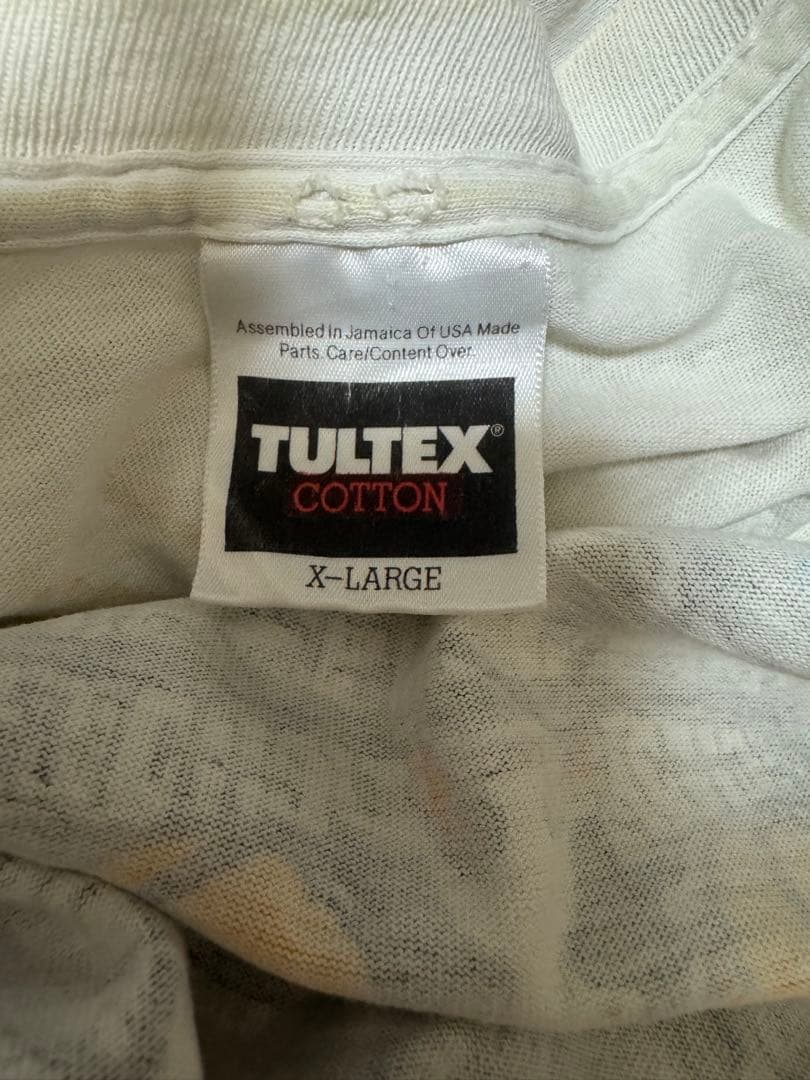 Assembled In Jamaica Of USA Made
Parts. Care/Content Over.
TULTEX®
COTTON
X-LARGE